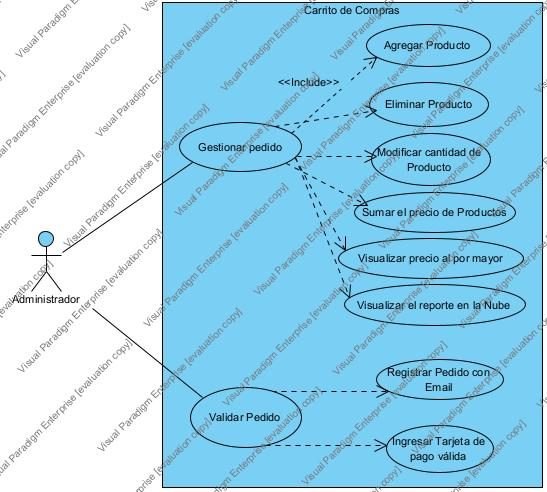 Carrito de Compras
Agregar Producto
<<Include>>
Eliminar Producto
Gestionar pedido
Modificar cantidad de
Producto
Sumar el precio de Productos
Visualizar precio al por mayor
Administrador
Visualizar el reporte en la Nube
Registrar Pedido con
Email
Validar Pedido
Ingresar Tarjeta de
pago válida
Visual Paradigm Enterprise [evaluation copy]